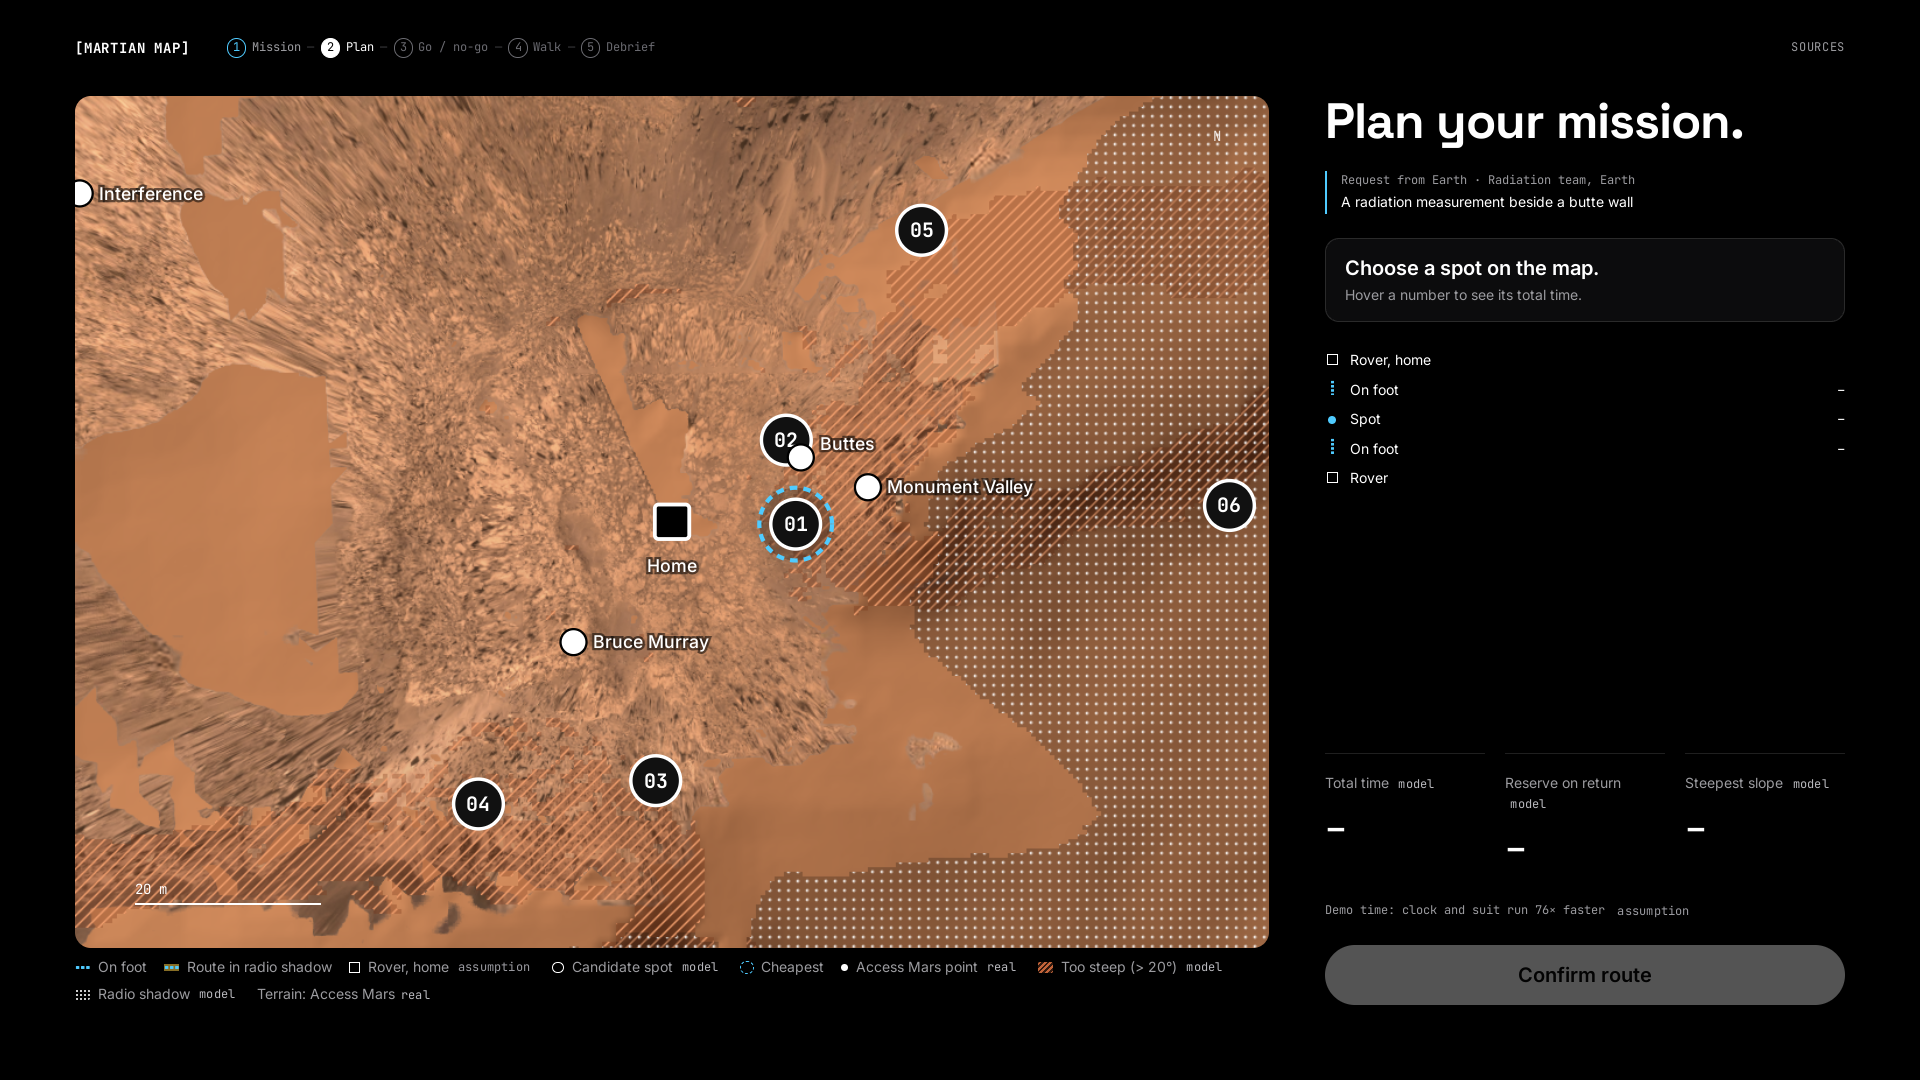 [MARTIAN MAP]
1 Mission — 2 Plan — 3 Go / no-go — 4 Walk — 5 Debrief
SOURCES
N
Interference
05
02
Buttes
Monument Valley
06
01
Home
Bruce Murray
03
04
20 m
On foot
Route in radio shadow
Rover, home assumption
Candidate spot model
Cheapest
Access Mars point real
Too steep (> 20°) model
Radio shadow model
Terrain: Access Mars real
Plan your mission.
Request from Earth · Radiation team, Earth
A radiation measurement beside a butte wall
Choose a spot on the map.
Hover a number to see its total time.
Rover, home
On foot –
Spot –
On foot –
Rover
Total time model
–
Reserve on return
model
–
Steepest slope model
–
Demo time: clock and suit run 76× faster assumption
Confirm route